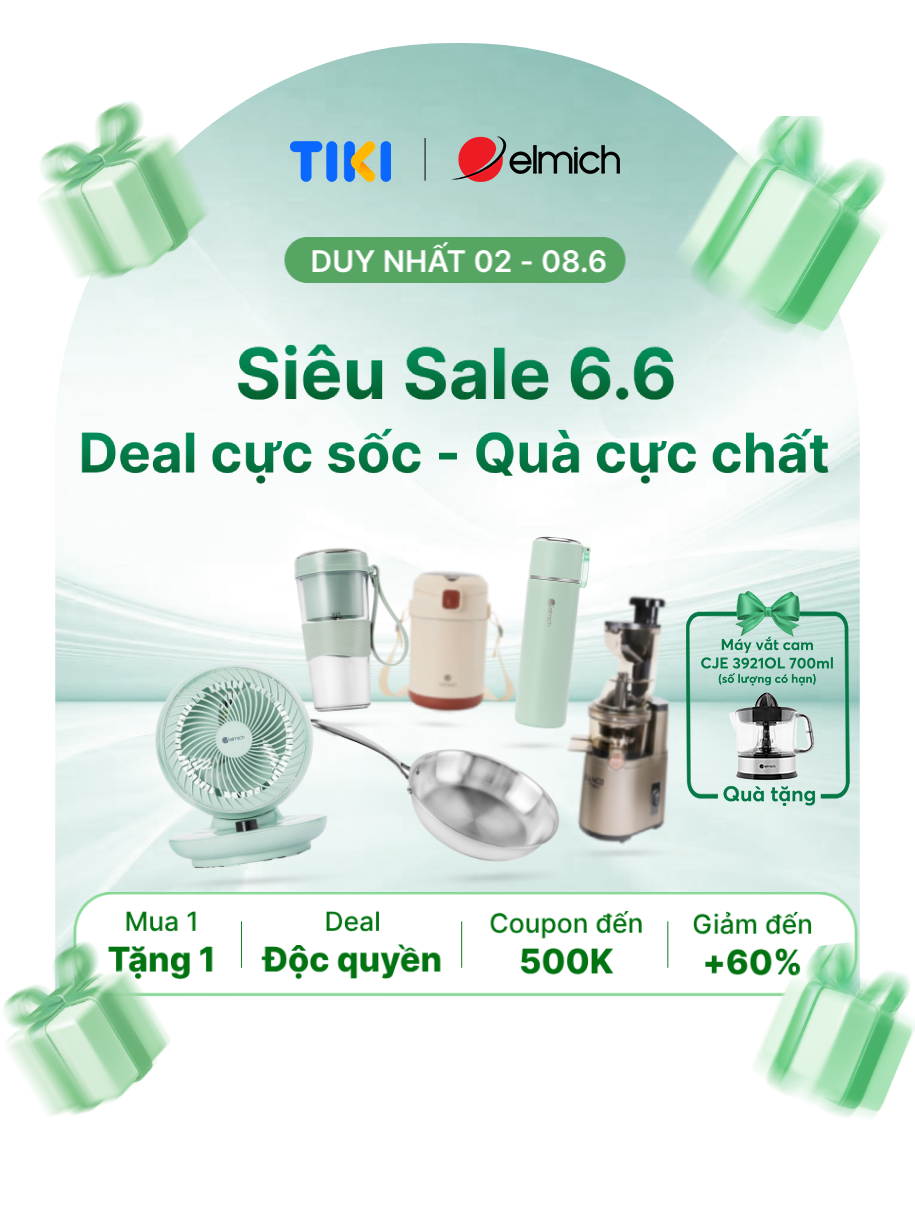 TIKI
elmich
DUY NHẤT 02 - 08.6
Siêu Sale 6.6
Deal cực sốc - Quà cực chất
Máy vắt cam
CJE 3921OL 700ml
(số lượng có hạn)
elmich
Quà tặng
Mua 1
Tặng 1
Deal
Độc quyền
Coupon đến
500K
Giảm đến
+60%